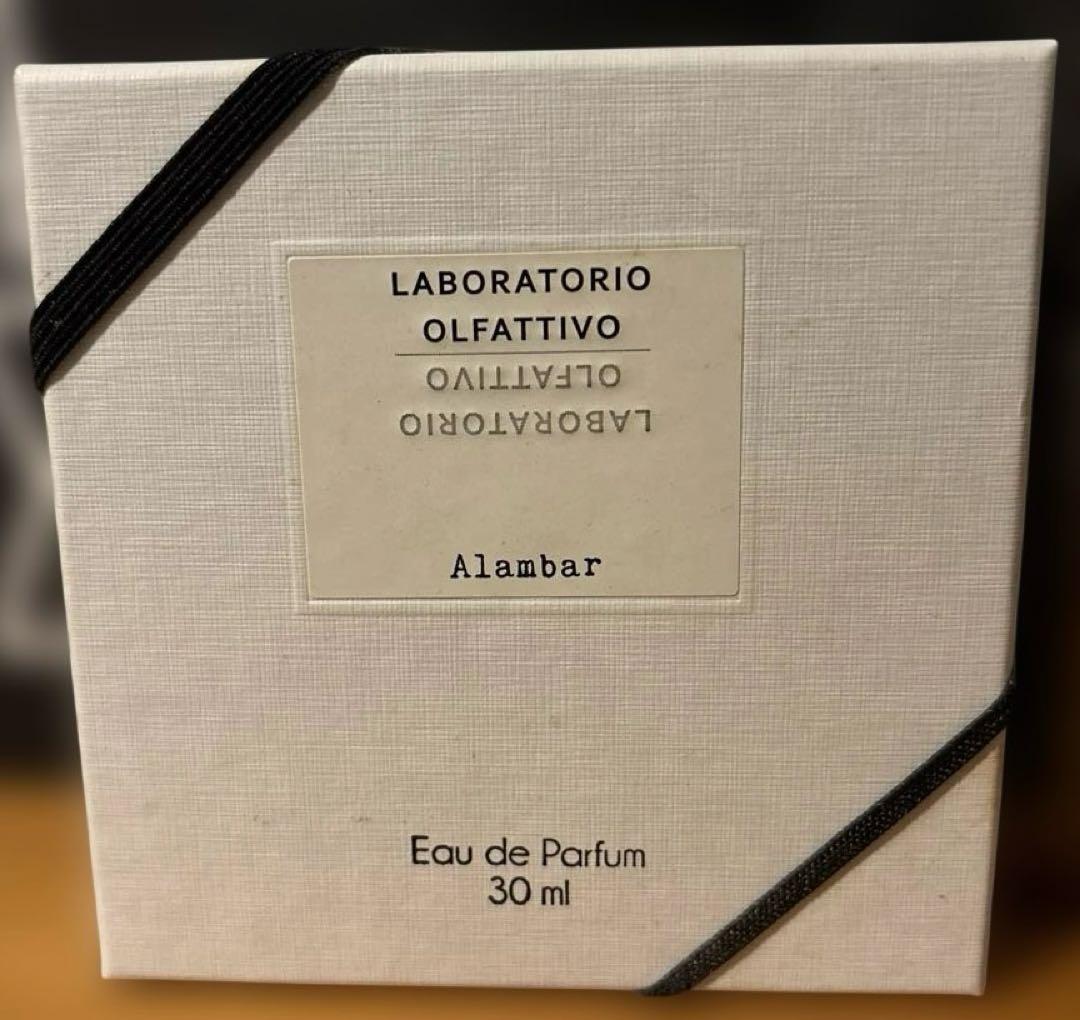 LABORATORIO
OLFATTIVO
OLFATTIVO
LABORATORIO
Alambar
Eau de Parfum
30 ml